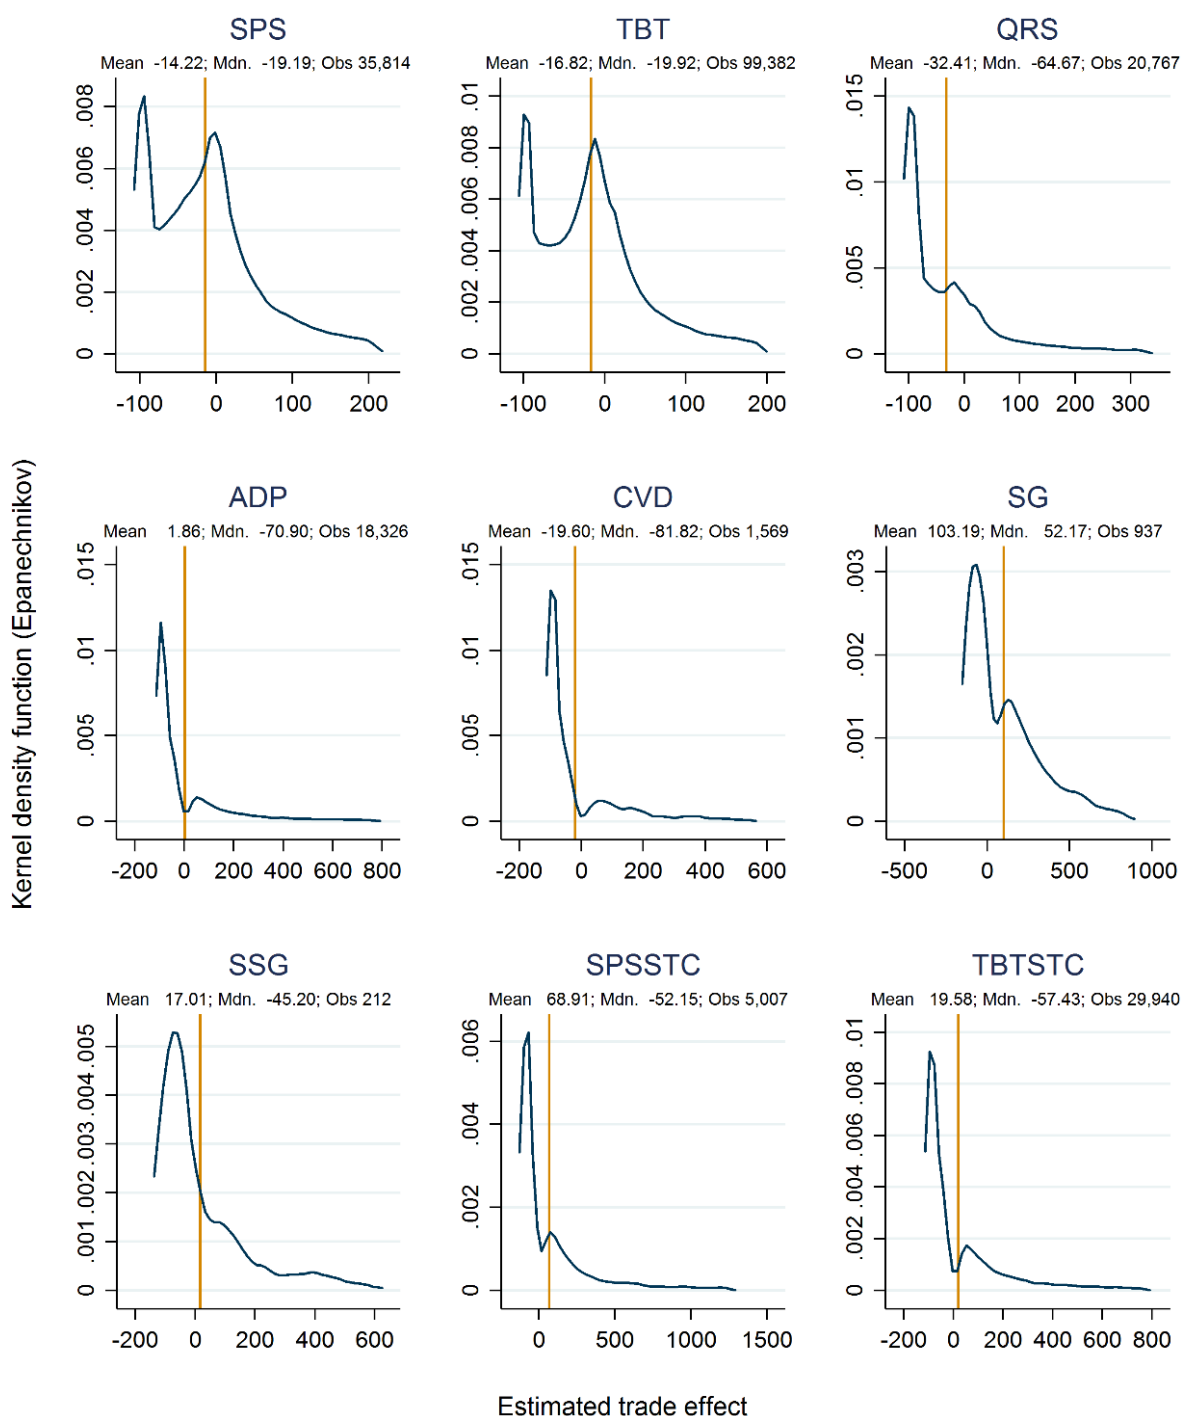 SPS
Mean -14.22; Mdn. -19.19; Obs 35,814
0 .002 .004 .006 .008
-100 0 100 200
TBT
Mean -16.82; Mdn. -19.92; Obs 99,382
0 .002 .004 .006 .008 .01
-100 0 100 200
QRS
Mean -32.41; Mdn. -64.67; Obs 20,767
0 .005 .01 .015
-100 0 100 200 300
Kernel density function (Epanechnikov)
ADP
Mean 1.86; Mdn. -70.90; Obs 18,326
0 .005 .01 .015
-200 0 200 400 600 800
CVD
Mean -19.60; Mdn. -81.82; Obs 1,569
0 .005 .01 .015
-200 0 200 400 600
SG
Mean 103.19; Mdn. 52.17; Obs 937
0 .001 .002 .003
-500 0 500 1000
SSG
Mean 17.01; Mdn. -45.20; Obs 212
0 .001 .002 .003 .004 .005
-200 0 200 400 600
SPSSTC
Mean 68.91; Mdn. -52.15; Obs 5,007
0 .002 .004 .006
0 500 1000 1500
TBTSTC
Mean 19.58; Mdn. -57.43; Obs 29,940
0 .002 .004 .006 .008 .01
-200 0 200 400 600 800
Estimated trade effect